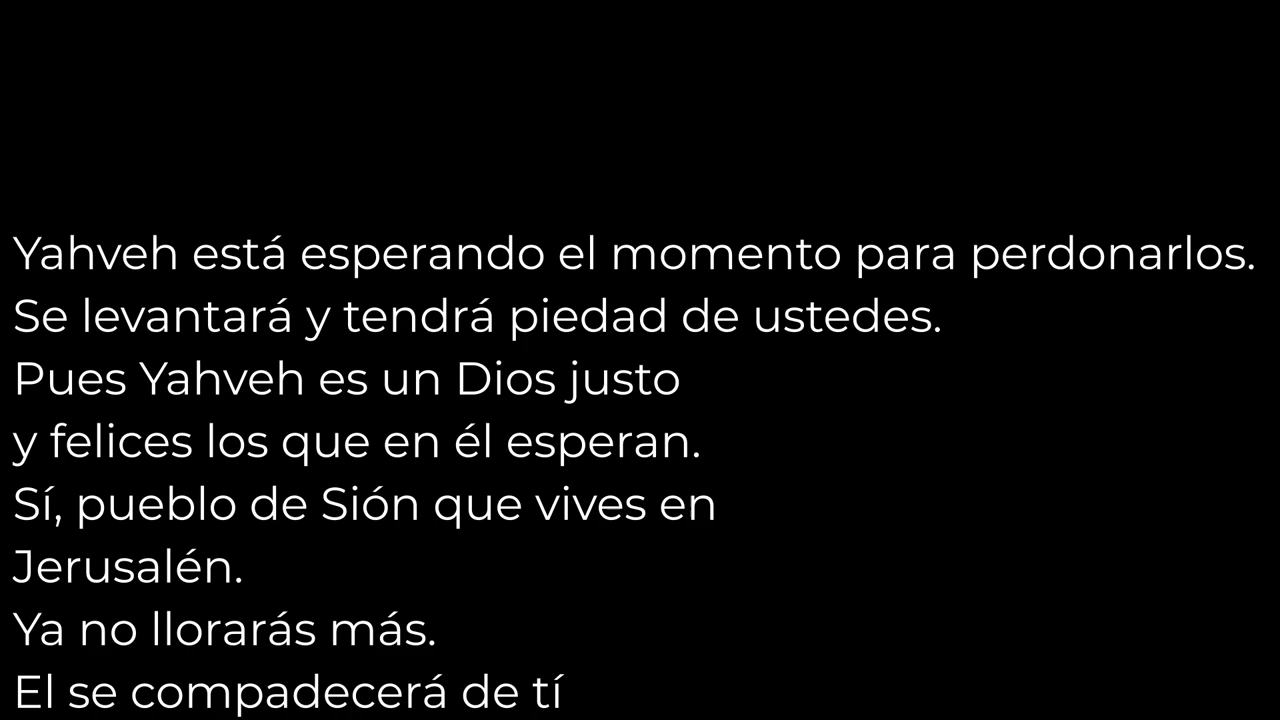 Yahveh está esperando el momento para perdonarlos.
Se levantará y tendrá piedad de ustedes.
Pues Yahveh es un Dios justo
y felices los que en él esperan.
Sí, pueblo de Sión que vives en
Jerusalén.
Ya no llorarás más.
El se compadecerá de tí